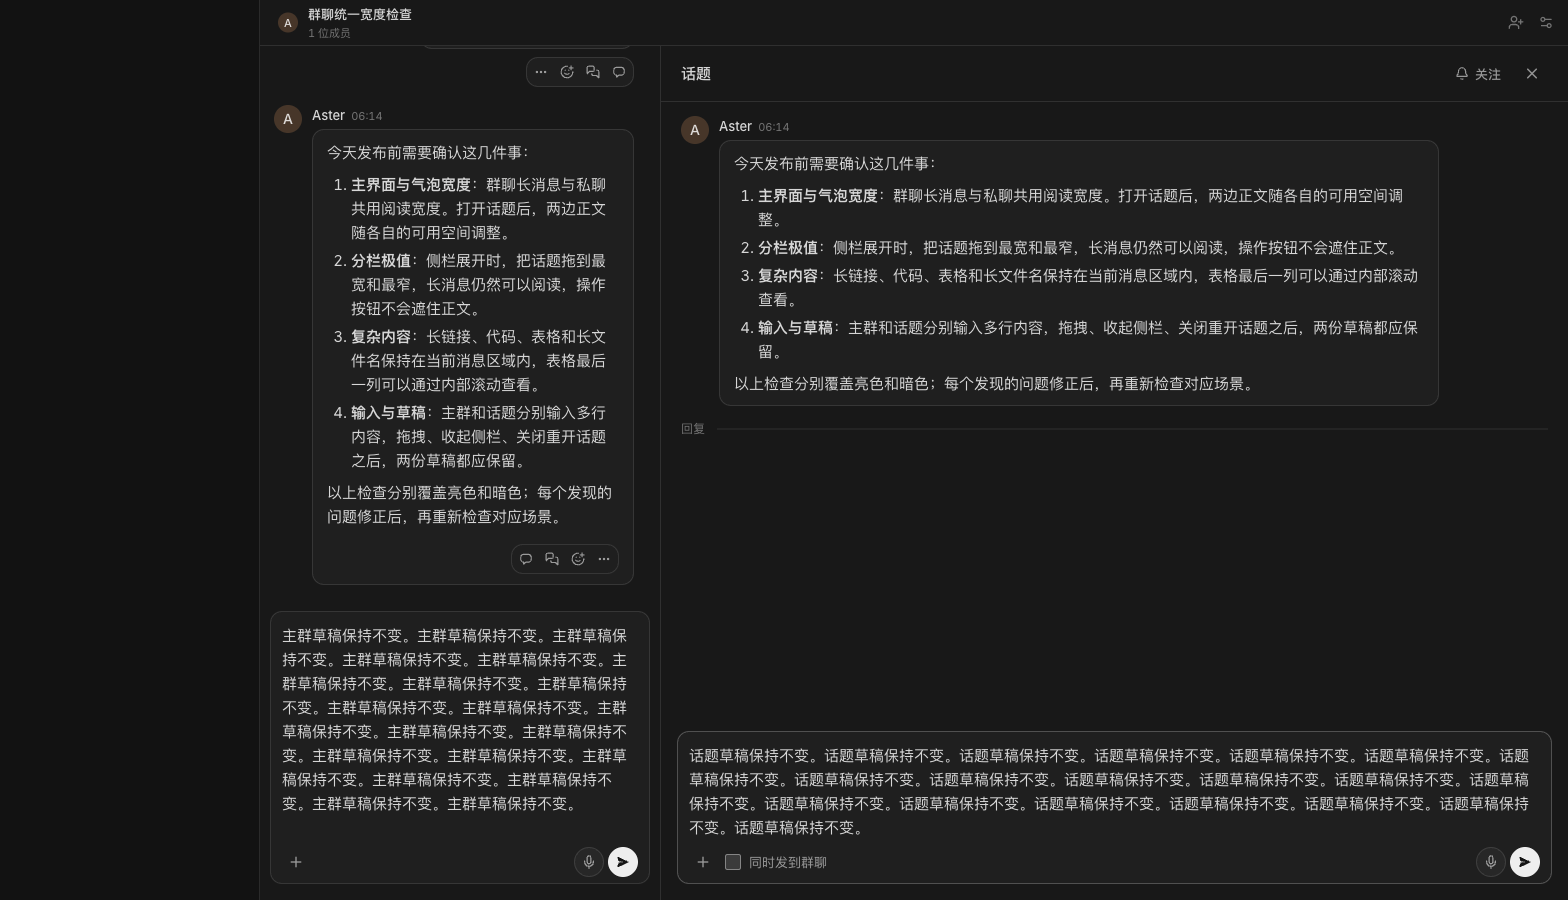 A
群聊统一宽度检查
1 位成员
A
Aster 06:14
今天发布前需要确认这几件事：
1. 主界面与气泡宽度：群聊长消息与私聊
共用阅读宽度。打开话题后，两边正文
随各自的可用空间调整。
2. 分栏极值：侧栏展开时，把话题拖到最
宽和最窄，长消息仍然可以阅读，操作
按钮不会遮住正文。
3. 复杂内容：长链接、代码、表格和长文
件名保持在当前消息区域内，表格最后
一列可以通过内部滚动查看。
4. 输入与草稿：主群和话题分别输入多行
内容，拖拽、收起侧栏、关闭重开话题
之后，两份草稿都应保留。
以上检查分别覆盖亮色和暗色；每个发现的
问题修正后，再重新检查对应场景。
主群草稿保持不变。主群草稿保持不变。主群草稿保
持不变。主群草稿保持不变。主群草稿保持不变。主
群草稿保持不变。主群草稿保持不变。主群草稿保持
不变。主群草稿保持不变。主群草稿保持不变。主群
草稿保持不变。主群草稿保持不变。主群草稿保持不
变。主群草稿保持不变。主群草稿保持不变。主群草
稿保持不变。主群草稿保持不变。主群草稿保持不
变。主群草稿保持不变。主群草稿保持不变。
话题
关注
A
Aster 06:14
今天发布前需要确认这几件事：
1. 主界面与气泡宽度：群聊长消息与私聊共用阅读宽度。打开话题后，两边正文随各自的可用空间调
整。
2. 分栏极值：侧栏展开时，把话题拖到最宽和最窄，长消息仍然可以阅读，操作按钮不会遮住正文。
3. 复杂内容：长链接、代码、表格和长文件名保持在当前消息区域内，表格最后一列可以通过内部滚动
查看。
4. 输入与草稿：主群和话题分别输入多行内容，拖拽、收起侧栏、关闭重开话题之后，两份草稿都应保
留。
以上检查分别覆盖亮色和暗色；每个发现的问题修正后，再重新检查对应场景。
回复
话题草稿保持不变。话题草稿保持不变。话题草稿保持不变。话题草稿保持不变。话题草稿保持不变。话题草稿保持不变。话题
草稿保持不变。话题草稿保持不变。话题草稿保持不变。话题草稿保持不变。话题草稿保持不变。话题草稿保持不变。话题草稿
保持不变。话题草稿保持不变。话题草稿保持不变。话题草稿保持不变。话题草稿保持不变。话题草稿保持不变。话题草稿保持
不变。话题草稿保持不变。
同时发到群聊